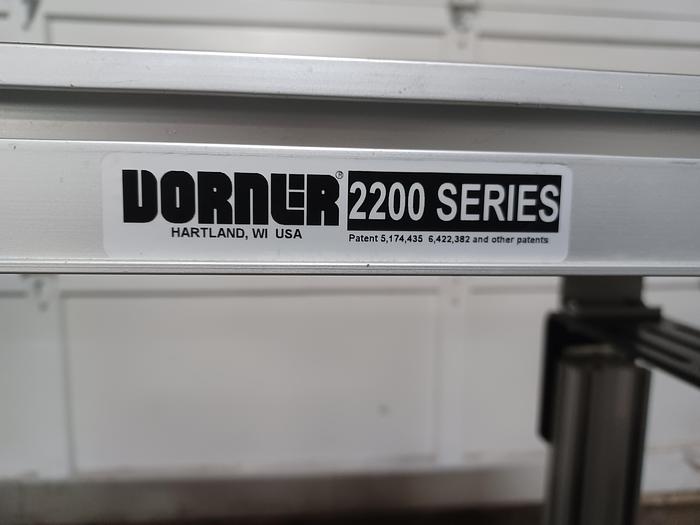 DORNER® 2200 SERIES
HARTLAND, WI USA
Patent 5,174,435 6,422,382 and other patents